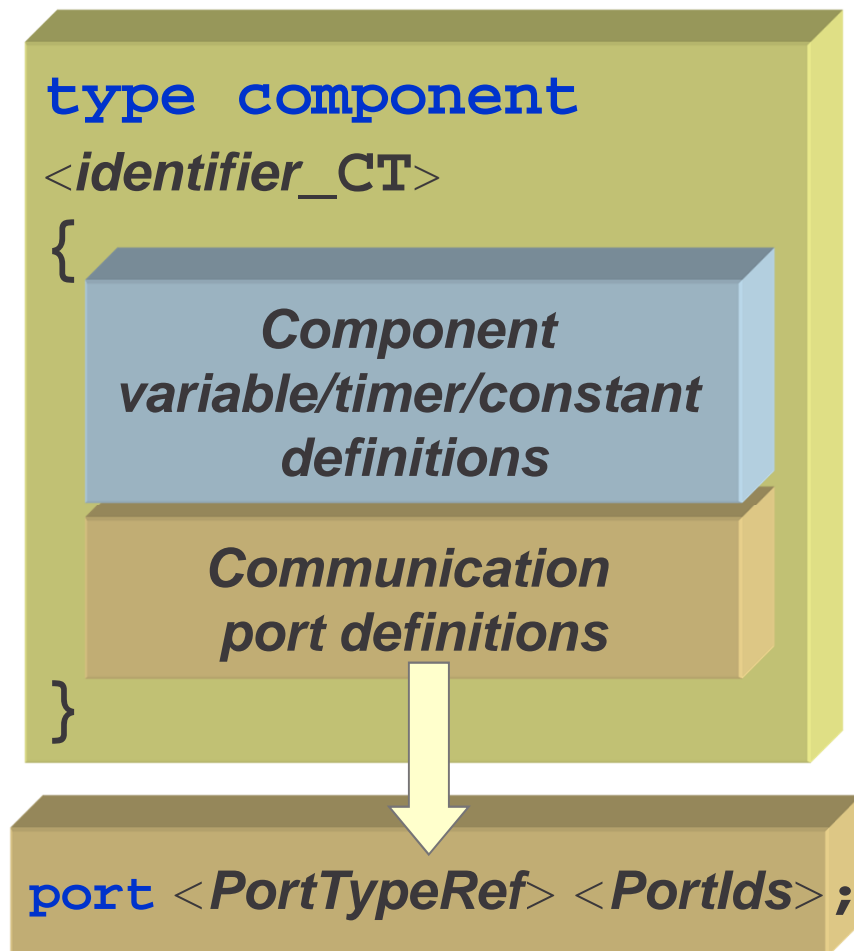 type component
<identifier_CT>
{
Component
variable/timer/constant
definitions
Communication
port definitions
}
port <PortTypeRef> <PortIds>;